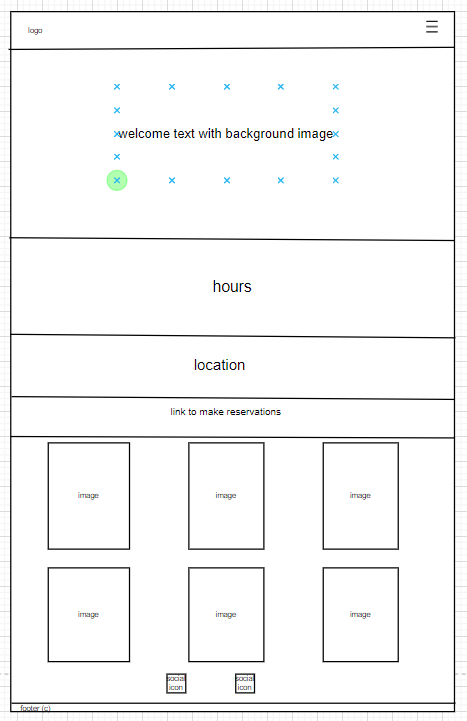 logo
welcome text with background image
hours
location
link to make reservations
image
image
image
image
image
image
social
icon
social
icon
footer (c)